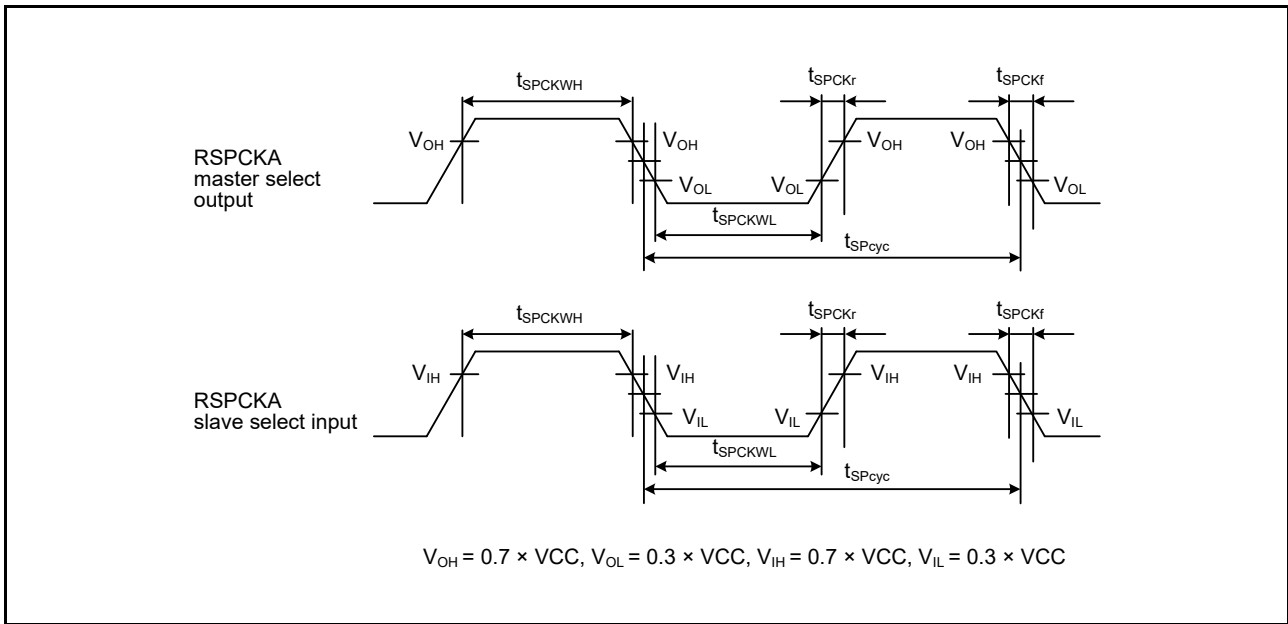 tSPCKWH
tSPCKr
tSPCKf
VOH
VOH
VOH
VOH
RSPCKA
master select
output
VOL
VOL
VOL
tSPCKWL
tSPcyc
tSPCKWH
tSPCKr
tSPCKf
VIH
VIH
VIH
VIH
RSPCKA
slave select input
VIL
VIL
VIL
tSPCKWL
tSPcyc
VOH = 0.7 × VCC, VOL = 0.3 × VCC, VIH = 0.7 × VCC, VIL = 0.3 × VCC